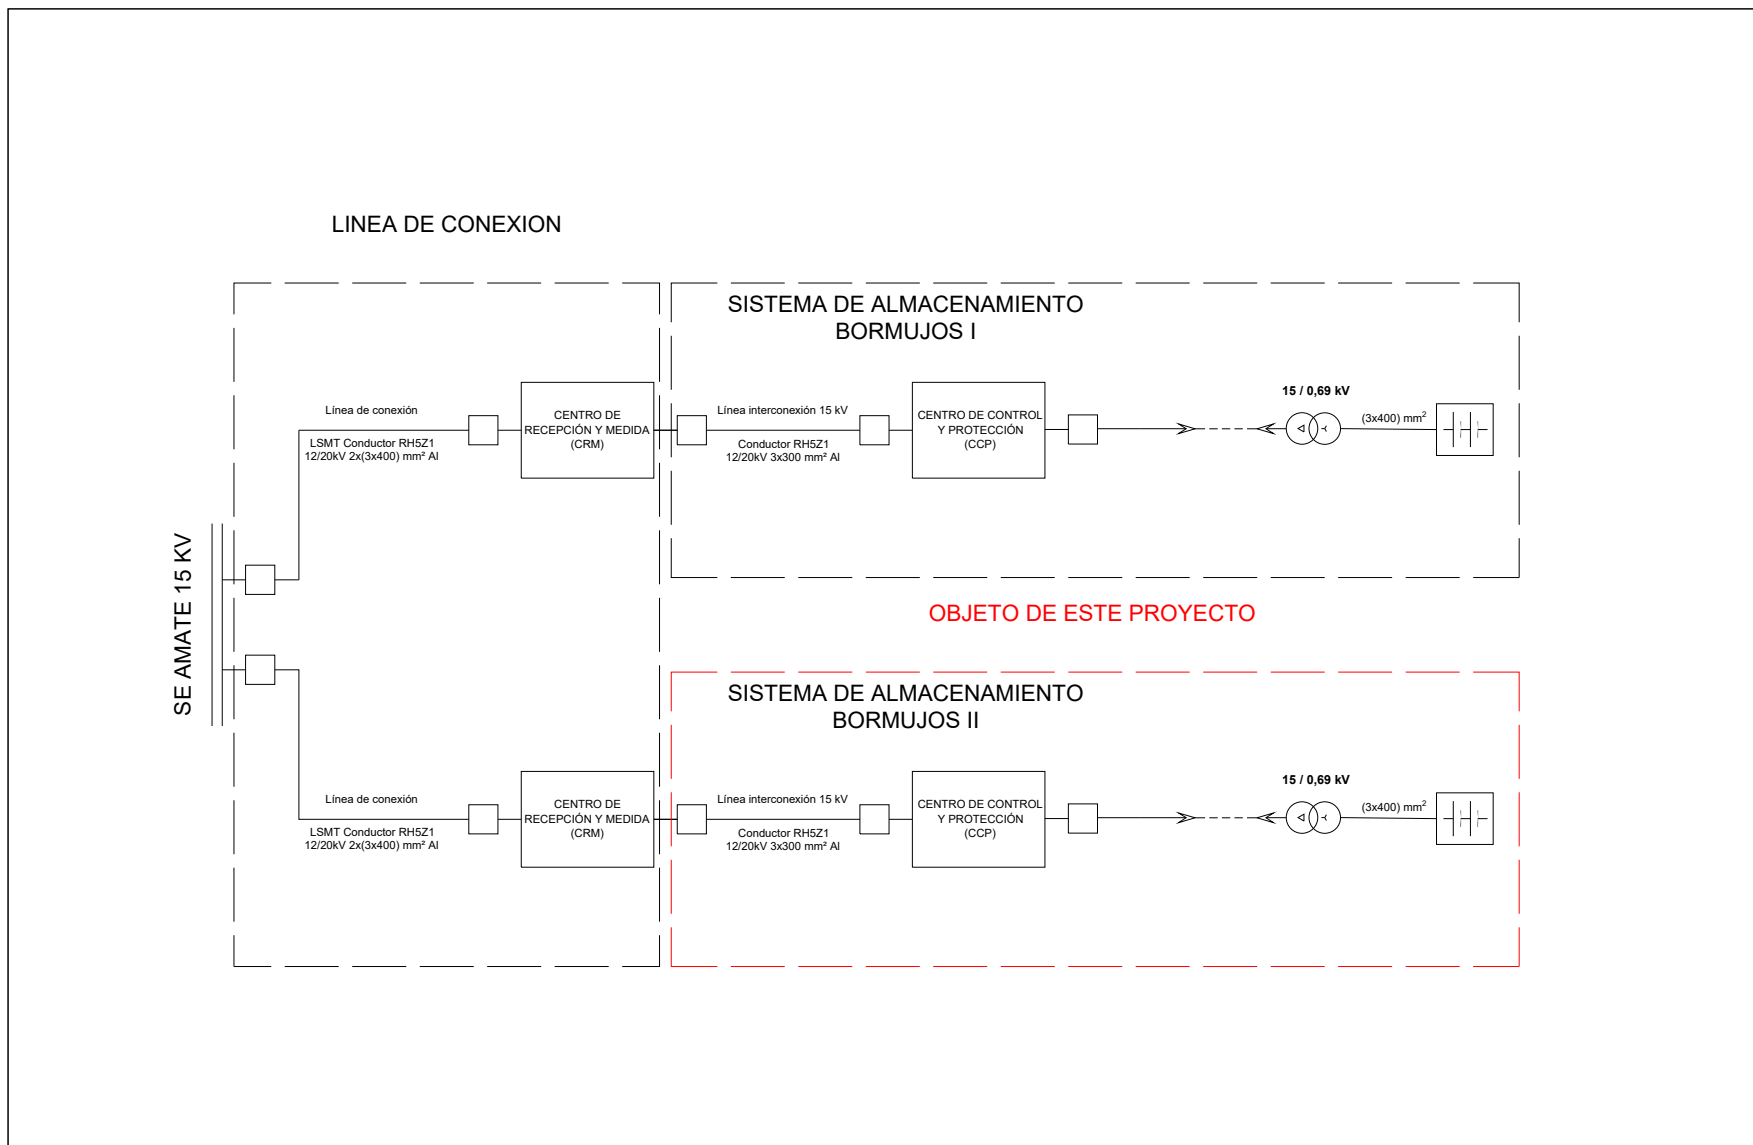 LINEA DE CONEXION
SISTEMA DE ALMACENAMIENTO
BORMUJOS I
Línea de conexión
LSMT Conductor RH5Z1
12/20kV 2x(3x400) mm² Al
CENTRO DE
RECEPCIÓN Y MEDIDA
(CRM)
Línea interconexión 15 kV
Conductor RH5Z1
12/20kV 3x300 mm² Al
CENTRO DE CONTROL
Y PROTECCIÓN
(CCP)
15 / 0,69 kV
(3x400) mm²
SE AMATE 15 KV
OBJETO DE ESTE PROYECTO
SISTEMA DE ALMACENAMIENTO
BORMUJOS II
Línea de conexión
LSMT Conductor RH5Z1
12/20kV 2x(3x400) mm² Al
CENTRO DE
RECEPCIÓN Y MEDIDA
(CRM)
Línea interconexión 15 kV
Conductor RH5Z1
12/20kV 3x300 mm² Al
CENTRO DE CONTROL
Y PROTECCIÓN
(CCP)
15 / 0,69 kV
(3x400) mm²